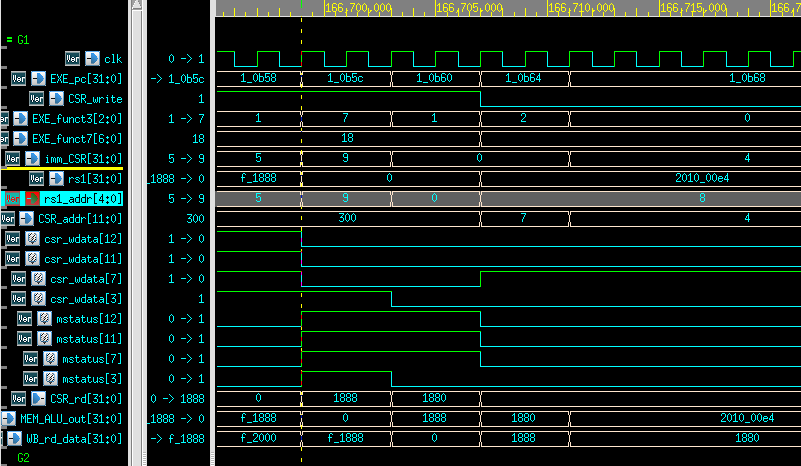 166,700,000 166,705,000 166,710,000 166,715,000 166,7
= G1
Ver clk 0 -> 1
Ver EXE_pc[31:0] -> 1_0b5c 1_0b58 1_0b5c 1_0b60 1_0b64 1_0b68
Ver CSR_write 1
Ver EXE_funct3[2:0] 1 -> 7 1 7 1 2 0
Ver EXE_funct7[6:0] 18 18
Ver imm_CSR[31:0] 5 -> 9 5 9 0 4
Ver rs1[31:0] _1888 -> 0 f_1888 0 2010_00e4
Ver rs1_addr[4:0] 5 -> 9 5 9 0 8
Ver CSR_addr[11:0] 300 300 7 4
Ver csr_wdata[12] 1 -> 0
Ver csr_wdata[11] 1 -> 0
Ver csr_wdata[7] 1 -> 0
Ver csr_wdata[3] 1
Ver mstatus[12] 0 -> 1
Ver mstatus[11] 0 -> 1
Ver mstatus[7] 0 -> 1
Ver mstatus[3] 0 -> 1
Ver CSR_rd[31:0] 0 -> 1888 0 1888 1880 0
MEM_ALU_out[31:0] _1888 -> 0 f_1888 0 1888 1880 2010_00e4
Ver WB_rd_data[31:0] -> f_1888 f_2000 f_1888 0 1888 1880
G2